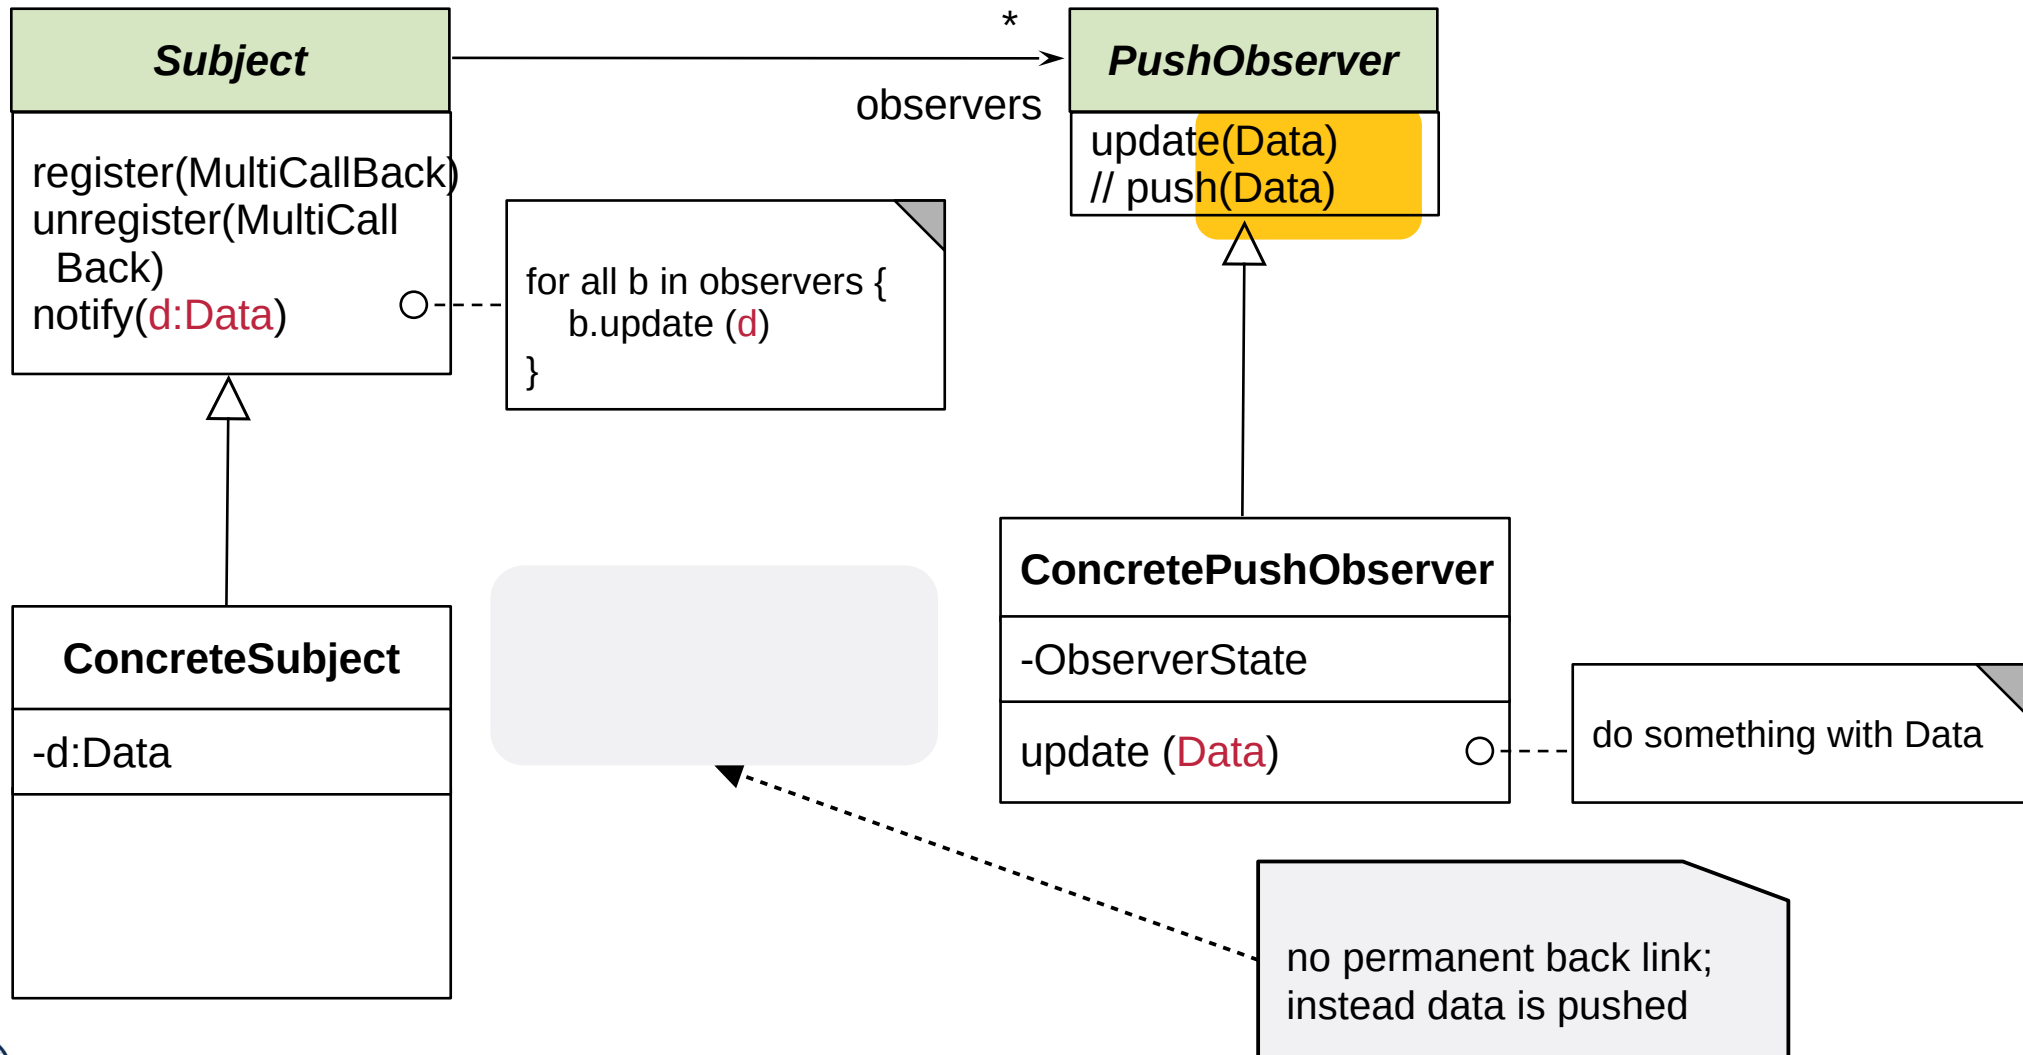 Subject
register(MultiCallBack)
unregister(MultiCall
Back)
notify(d:Data)
*
observers
PushObserver
update(Data)
// push(Data)
for all b in observers {
b.update (d)
}
ConcreteSubject
-d:Data
ConcretePushObserver
-ObserverState
update (Data)
do something with Data
no permanent back link;
instead data is pushed